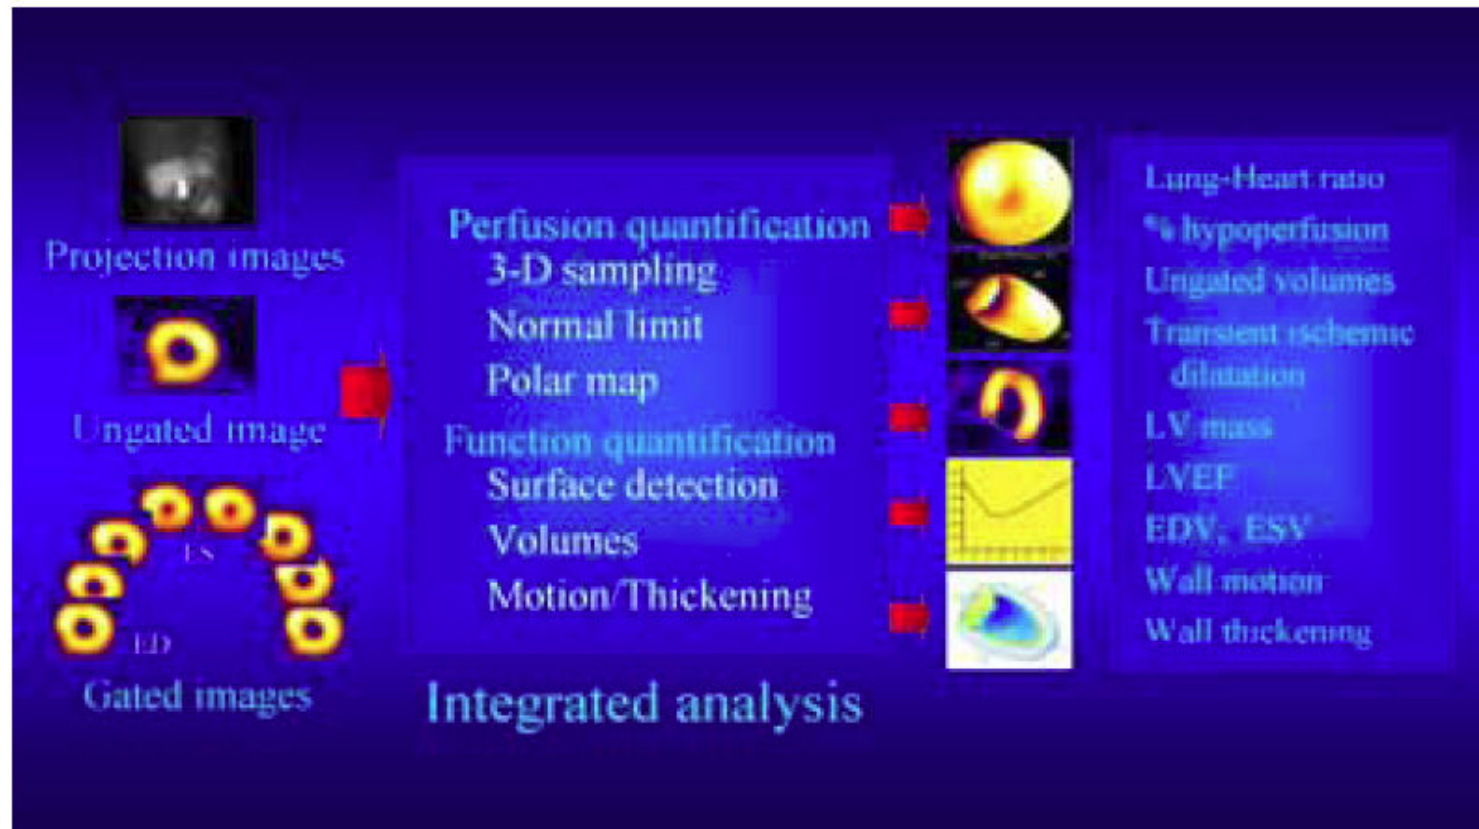 Projection images
Ungated image
ES
ED
Gated images
Perfusion quantification
3-D sampling
Normal limit
Polar map
Function quantification
Surface detection
Volumes
Motion/Thickening
Integrated analysis
Lung-Heart ratio
% hypoperfusion
Ungated volumes
Transient ischemic
dilatation
LV mass
LVEF
EDV, ESV
Wall motion
Wall thickening